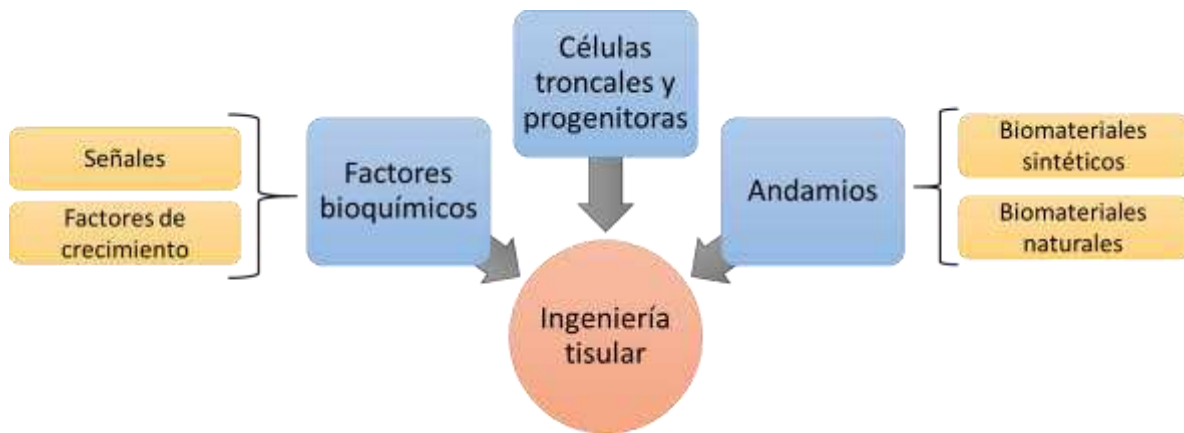 Células
troncales y
progenitoras
Señales
Factores de
crecimiento
Factores
bioquímicos
Andamios
Biomateriales
sintéticos
Biomateriales
naturales
Ingeniería
tisular